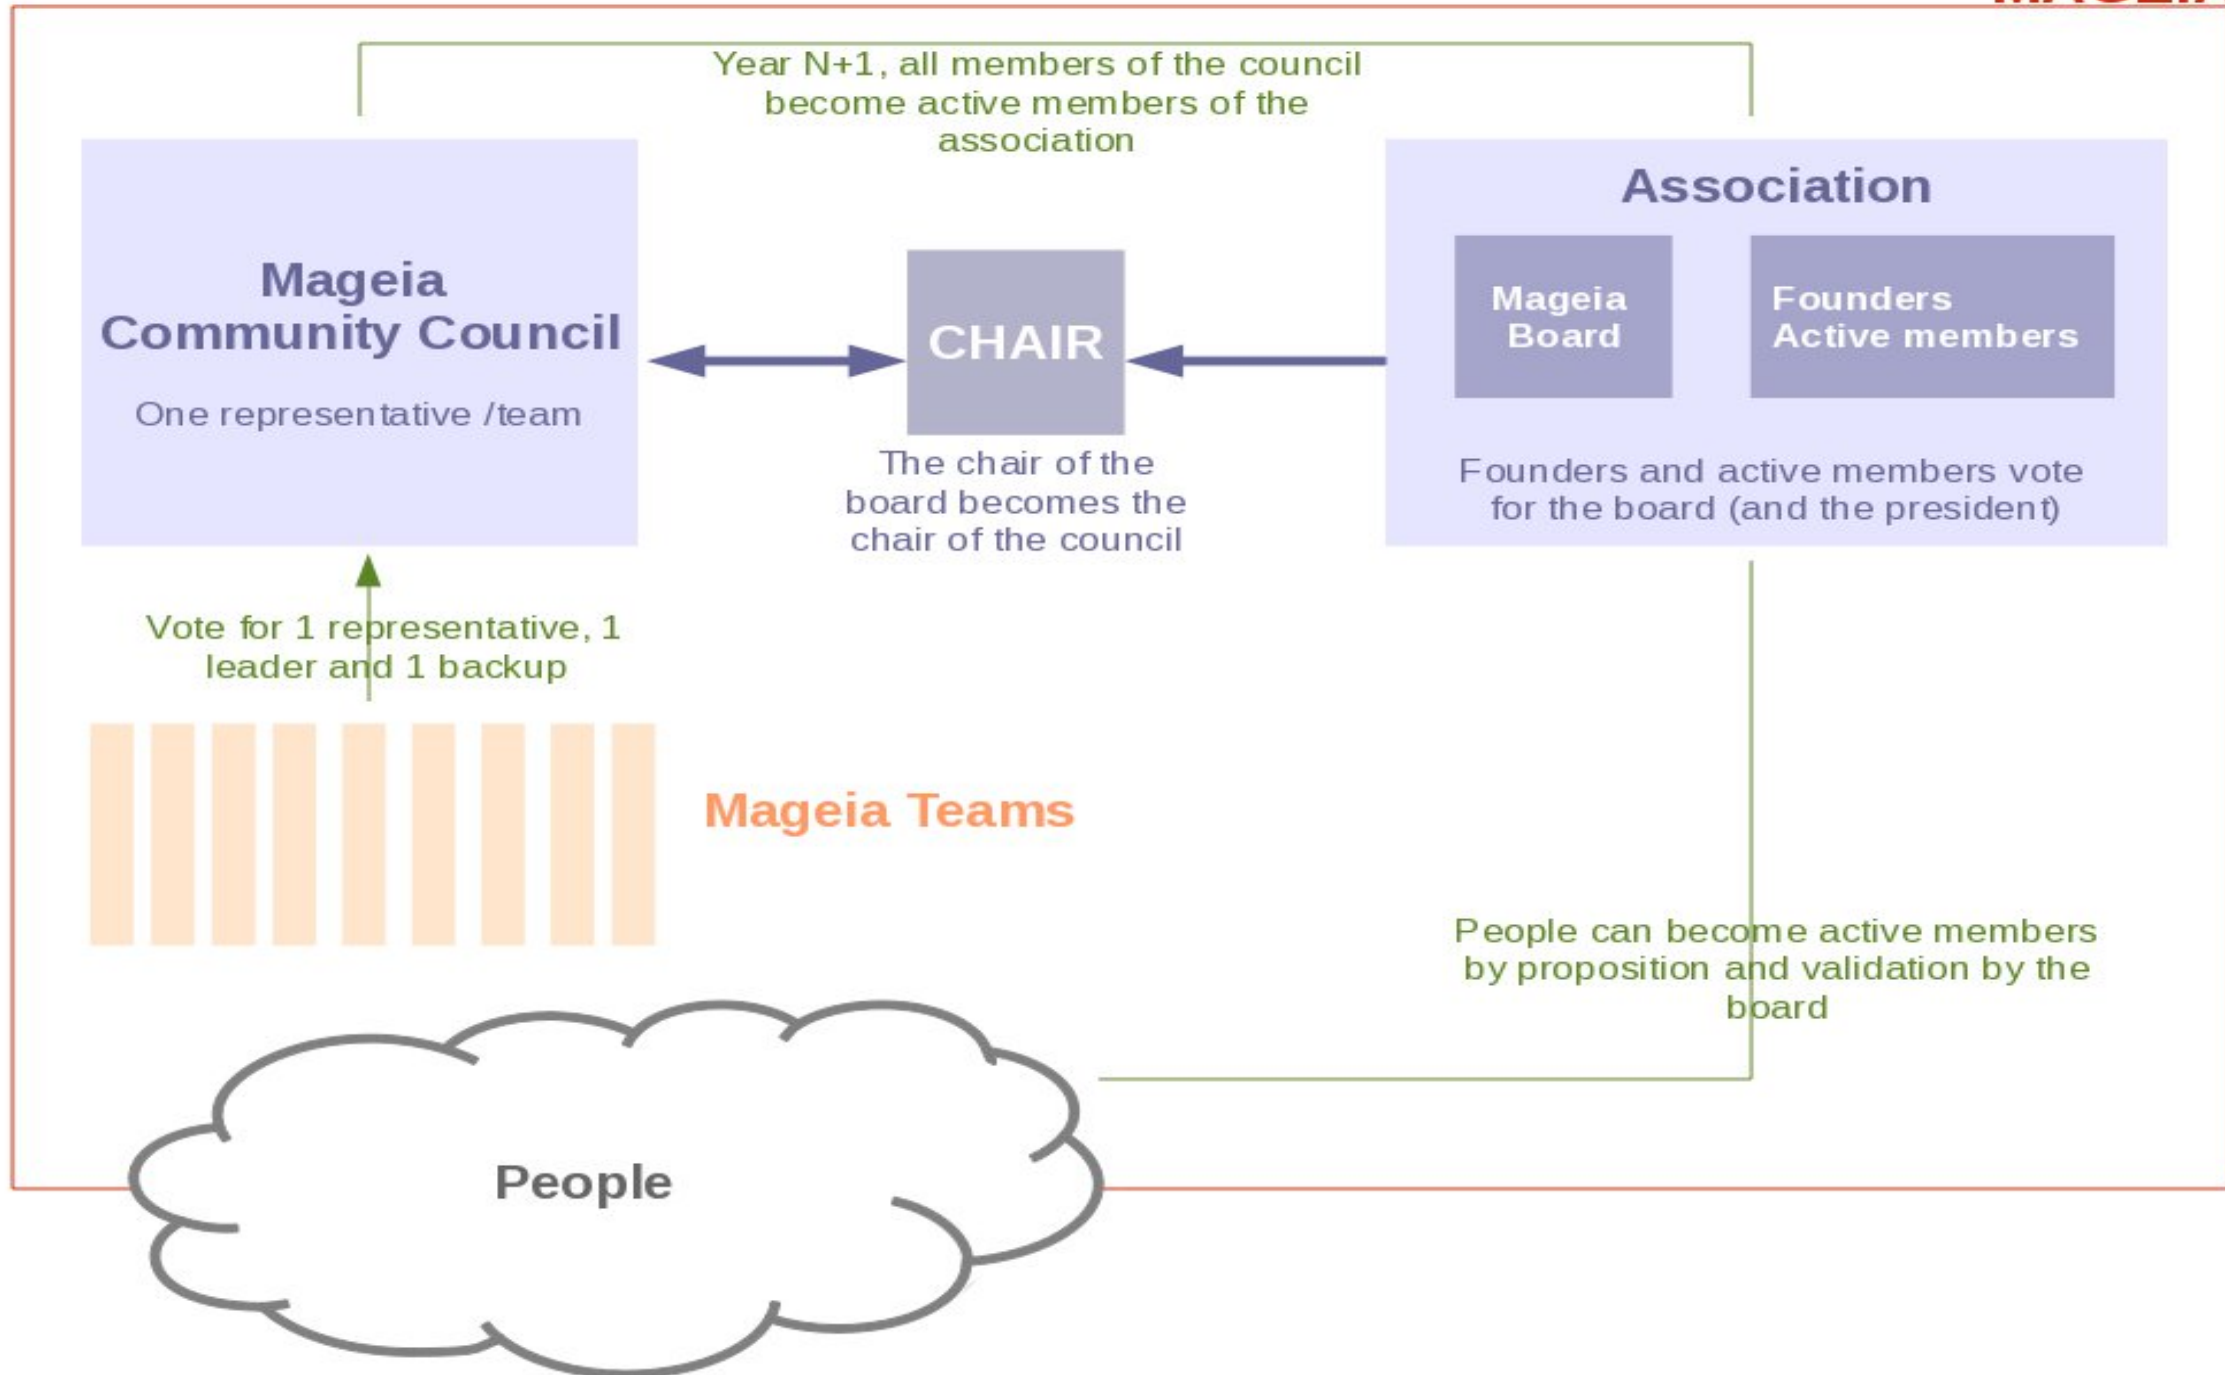 Year N+1, all members of the council
become active members of the
association
Mageia
Community Council
One representative /team
CHAIR
The chair of the
board becomes the
chair of the council
Association
Mageia
Board
Founders
Active members
Founders and active members vote
for the board (and the president)
Vote for 1 representative, 1
leader and 1 backup
Mageia Teams
People can become active members
by proposition and validation by the
board
People